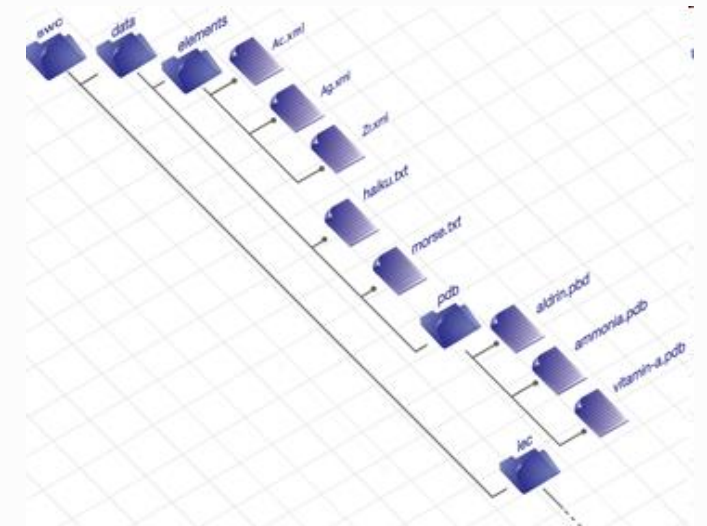 swc
data
elements
Ac.xml
Ag.xml
Zr.xml
haiku.txt
morse.txt
pdb
aldrin.pbd
ammonia.pdb
vitamin-a.pdb
lec